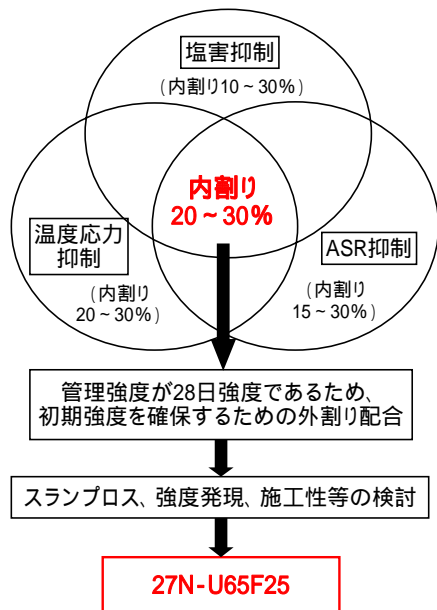 塩害抑制
(内割り10~30%)
内割り
20~30%
温度応力
抑制
(内割り
20~30%)
ASR抑制
(内割り
15~30%)
管理強度が28日強度であるため、
初期強度を確保するための外割り配合
スランプロス、強度発現、施工性等の検討
27N-U65F25